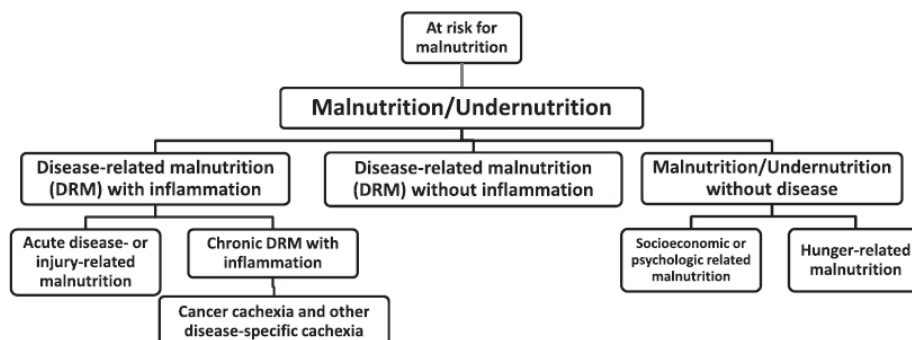 At risk for
malnutrition
Malnutrition/Undernutrition
Disease-related malnutrition
(DRM) with inflammation
Disease-related malnutrition
(DRM) without inflammation
Malnutrition/Undernutrition
without disease
Acute disease- or
injury-related
malnutrition
Chronic DRM with
inflammation
Socioeconomic or
psychologic related
malnutrition
Hunger-related
malnutrition
Cancer cachexia and other
disease-specific cachexia